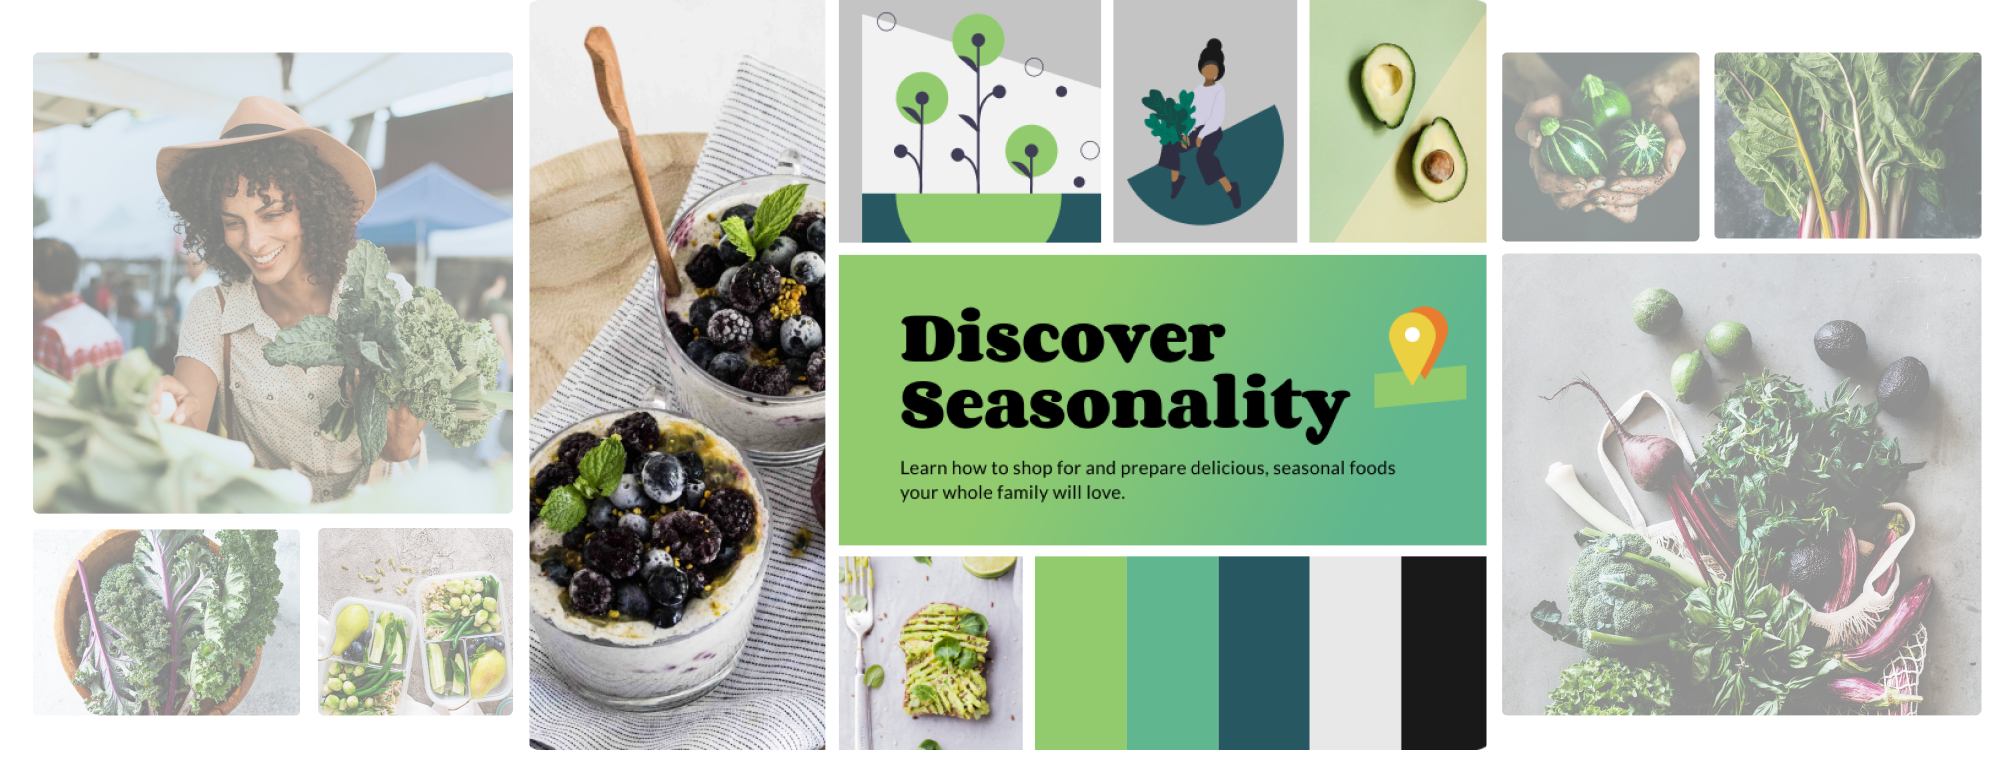 Discover
Seasonality
Learn how to shop for and prepare delicious, seasonal foods
your whole family will love.